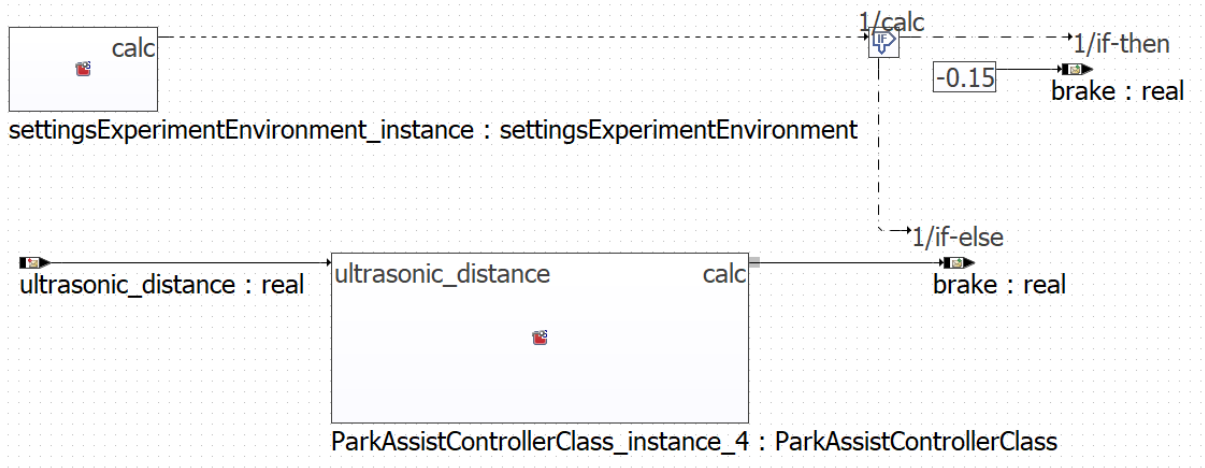 1/calc
calc
IF
1/if-then
-0.15
brake : real
settingsExperimentEnvironment_instance : settingsExperimentEnvironment
1/if-else
ultrasonic_distance calc
ultrasonic_distance : real
brake : real
ParkAssistControllerClass_instance_4 : ParkAssistControllerClass